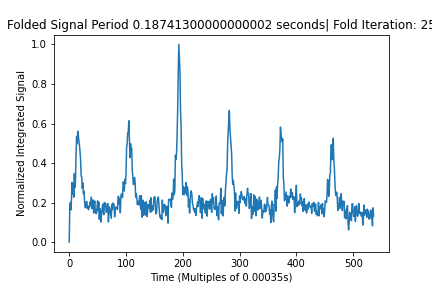 Folded Signal Period 0.18741300000000002 seconds| Fold Iteration: 25
1.0
0.8
0.6
0.4
0.2
0.0
Normalized Integrated Signal
0 100 200 300 400 500
Time (Multiples of 0.00035s)